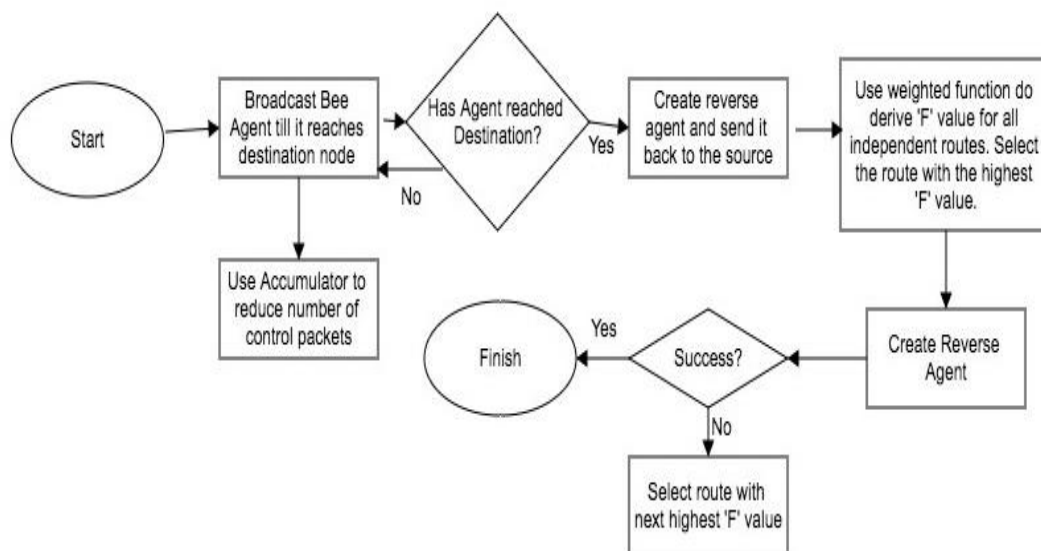 Start
Broadcast Bee
Agent till it reaches
destination node
Has Agent reached
Destination?
Yes
No
Create reverse
agent and send it
back to the source
Use weighted function do
derive 'F' value for all
independent routes. Select
the route with the highest
'F' value.
Use Accumulator to
reduce number of
control packets
Create Reverse
Agent
Success?
Yes
Finish
No
Select route with
next highest 'F' value